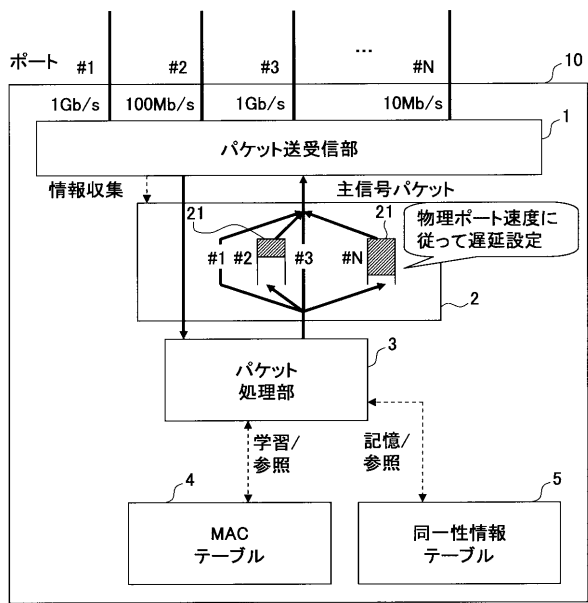 ポート #1 #2 #3 … #N
10
1Gb/s 100Mb/s 1Gb/s 10Mb/s
1
パケット送受信部
情報収集
主信号パケット
21
21
物理ポート速度に
従って遅延設定
#1 #2 #3 #N
2
3
パケット
処理部
学習/
参照
記憶/
参照
4
5
MAC
テーブル
同一性情報
テーブル